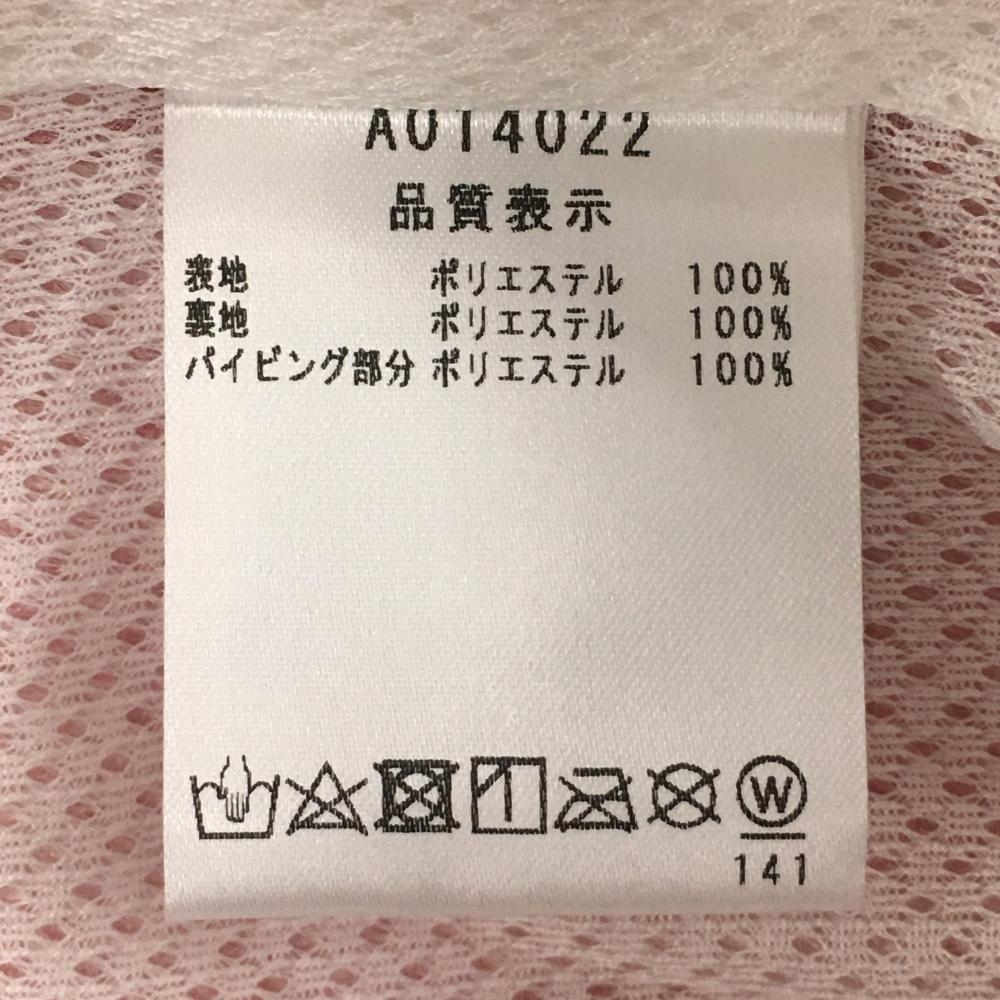 A014022
品質表示
表地 ポリエステル 100%
裏地 ポリエステル 100%
パイピング部分 ポリエステル 100%
W
141